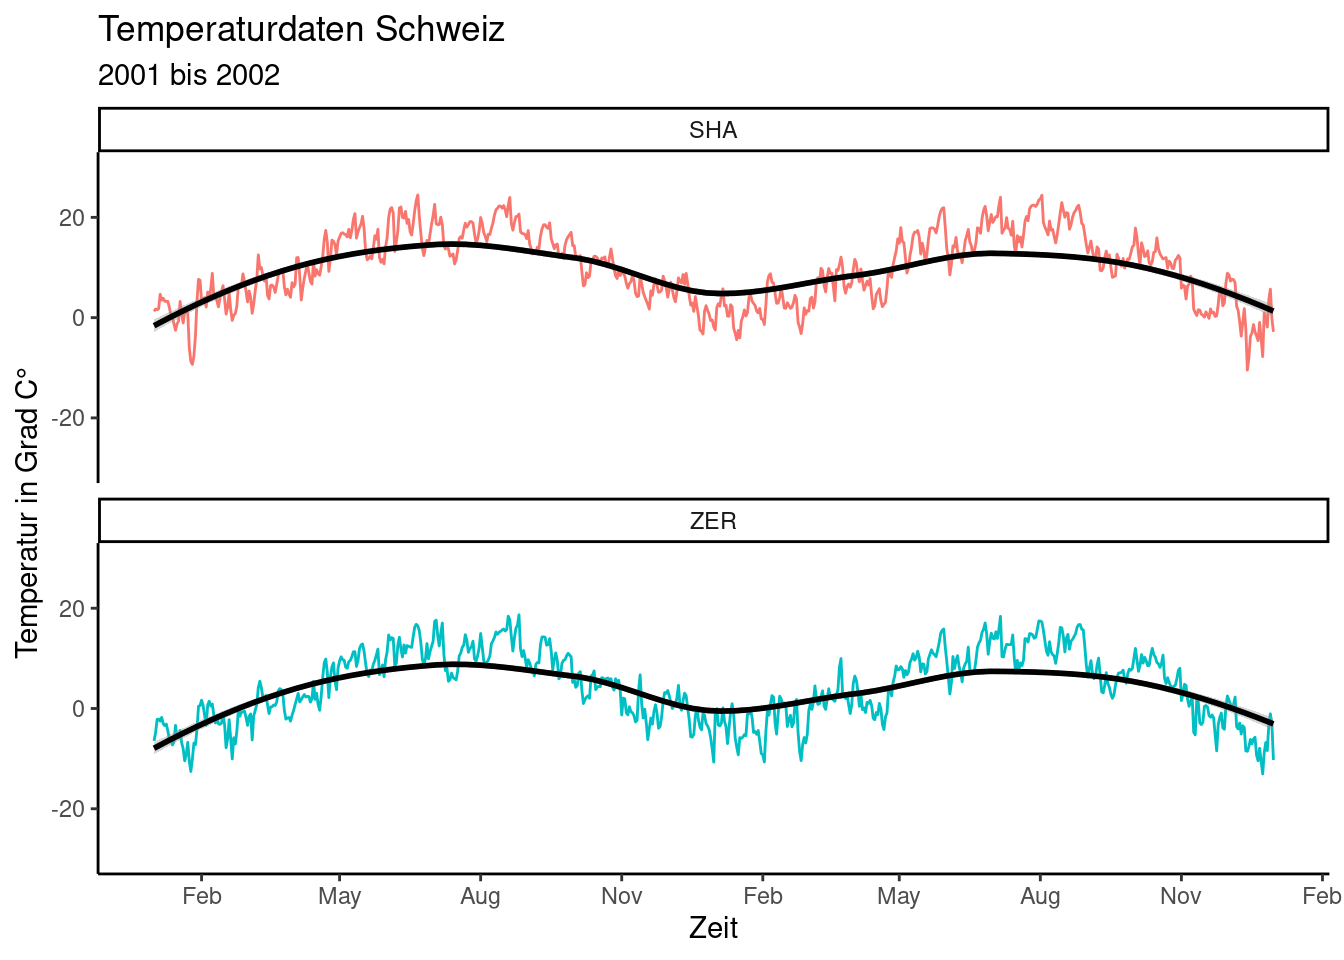 Temperaturdaten Schweiz
2001 bis 2002
SHA
20
0
-20
Temperatur in Grad C°
ZER
20
0
-20
Feb May Aug Nov Feb May Aug Nov Feb
Zeit